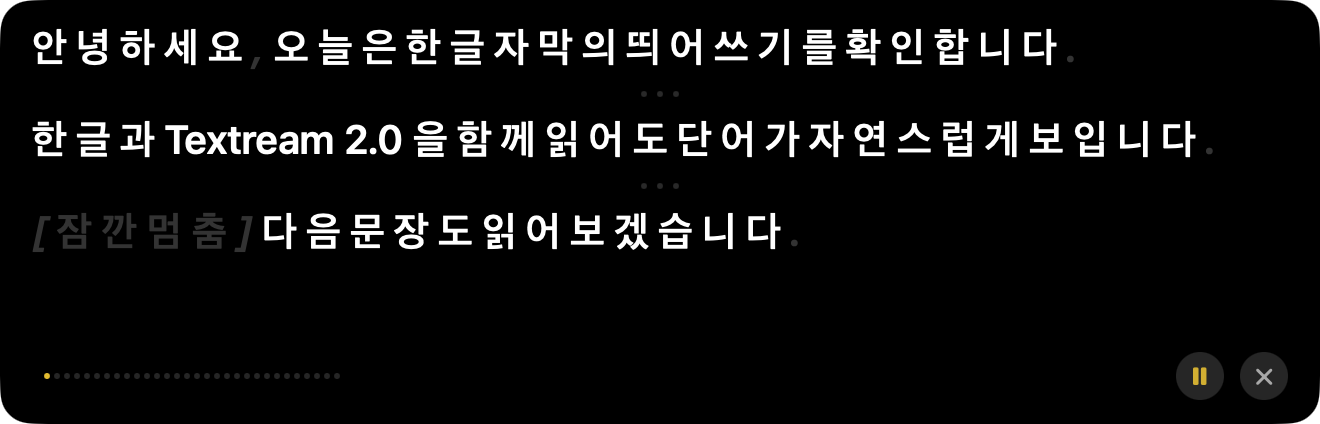 안 녕 하 세 요 , 오 늘 은 한 글 자 막 의 띄 어 쓰 기 를 확 인 합 니 다 .
...
한 글 과 Textream 2.0 을 함 께 읽 어 도 단 어 가 자 연 스 럽 게 보 입 니 다 .
...
[ 잠 깐 멈 춤 ] 다 음 문 장 도 읽 어 보 겠 습 니 다 .